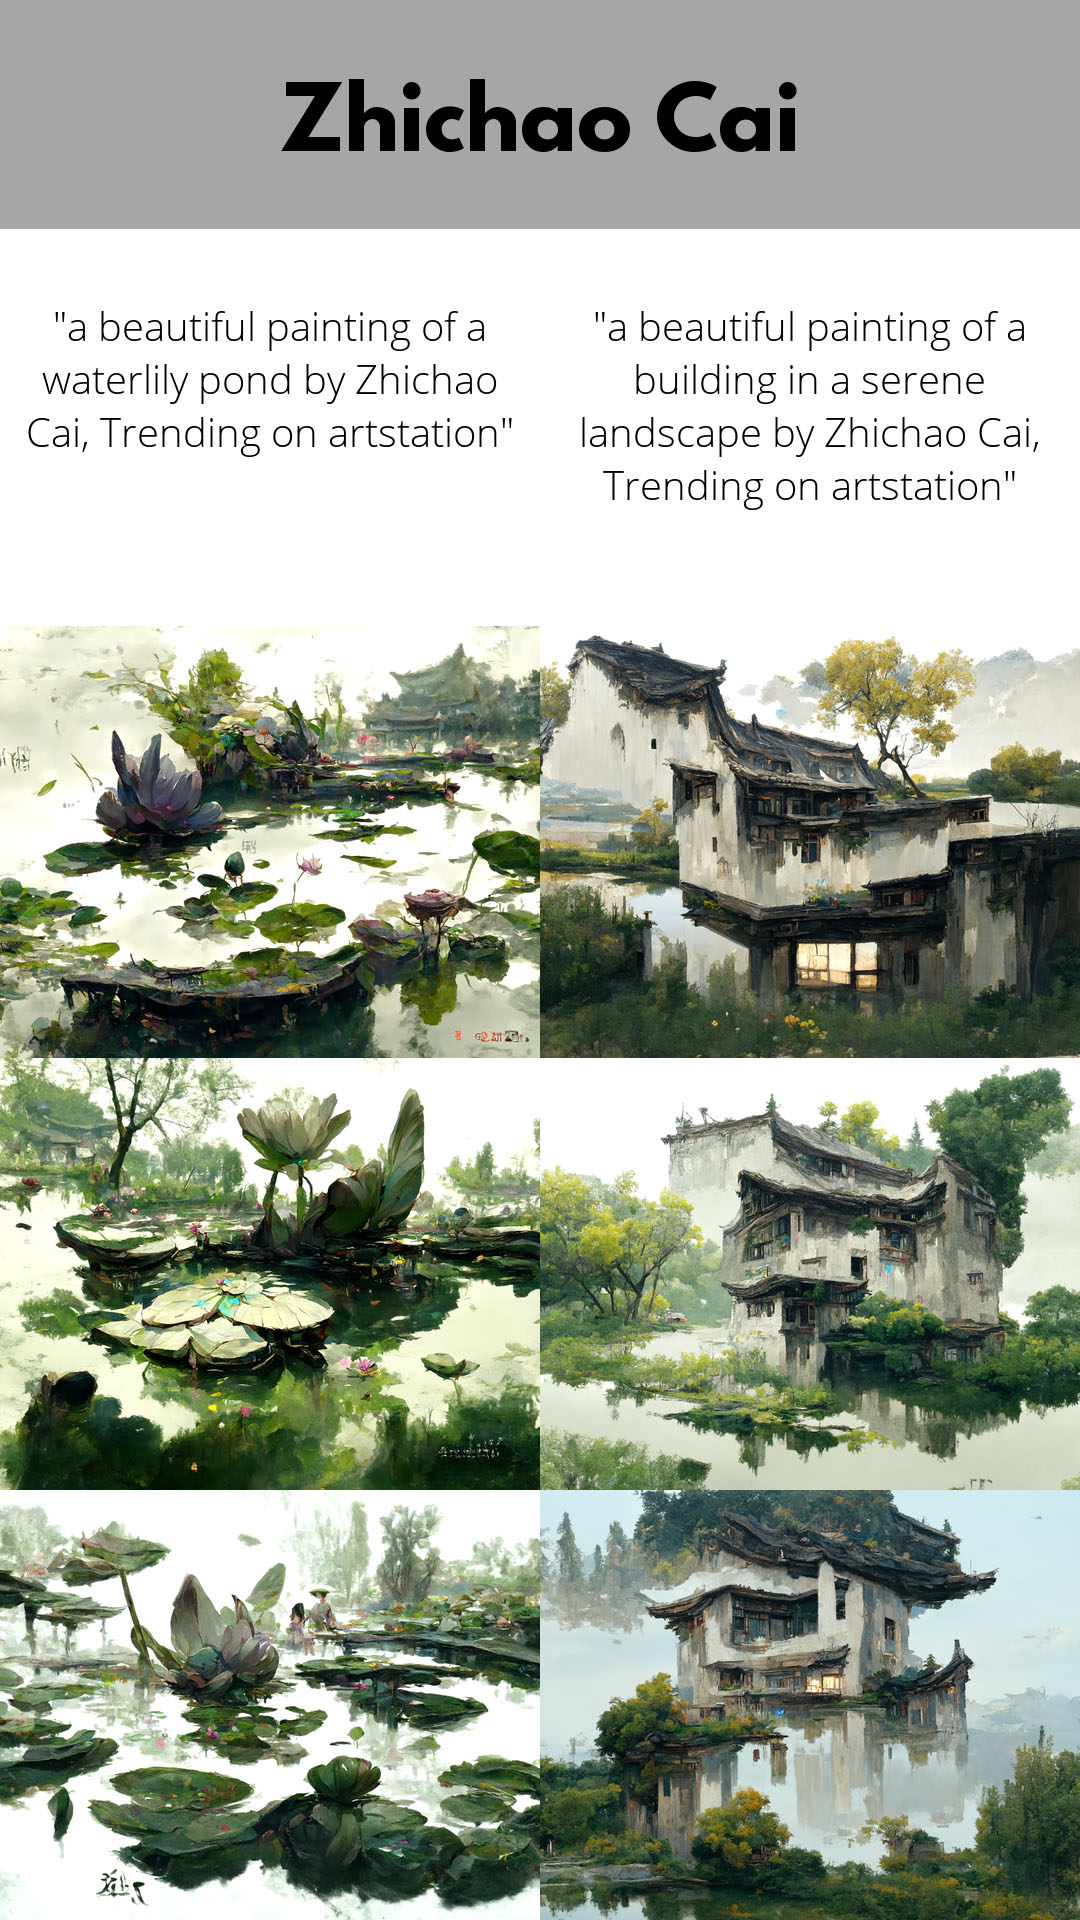 Zhichao Cai
"a beautiful painting of a
waterlily pond by Zhichao
Cai, Trending on artstation"
"a beautiful painting of a
building in a serene
landscape by Zhichao Cai,
Trending on artstation"